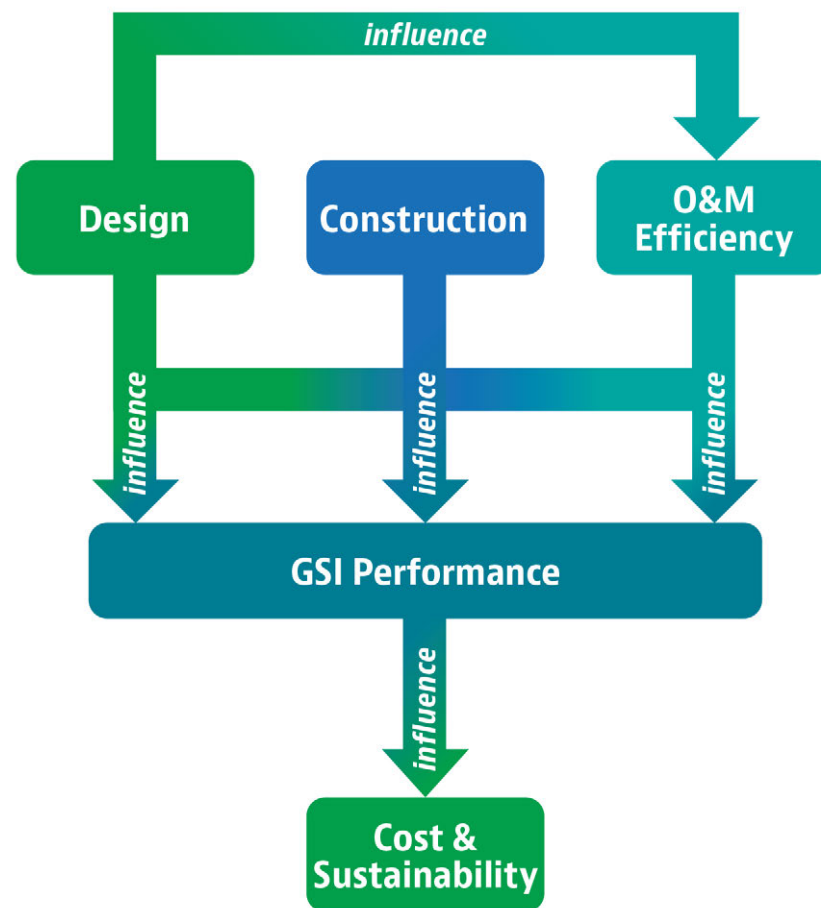 influence
Design
Construction
O&M
Efficiency
influence
influence
influence
GSI Performance
influence
Cost &
Sustainability